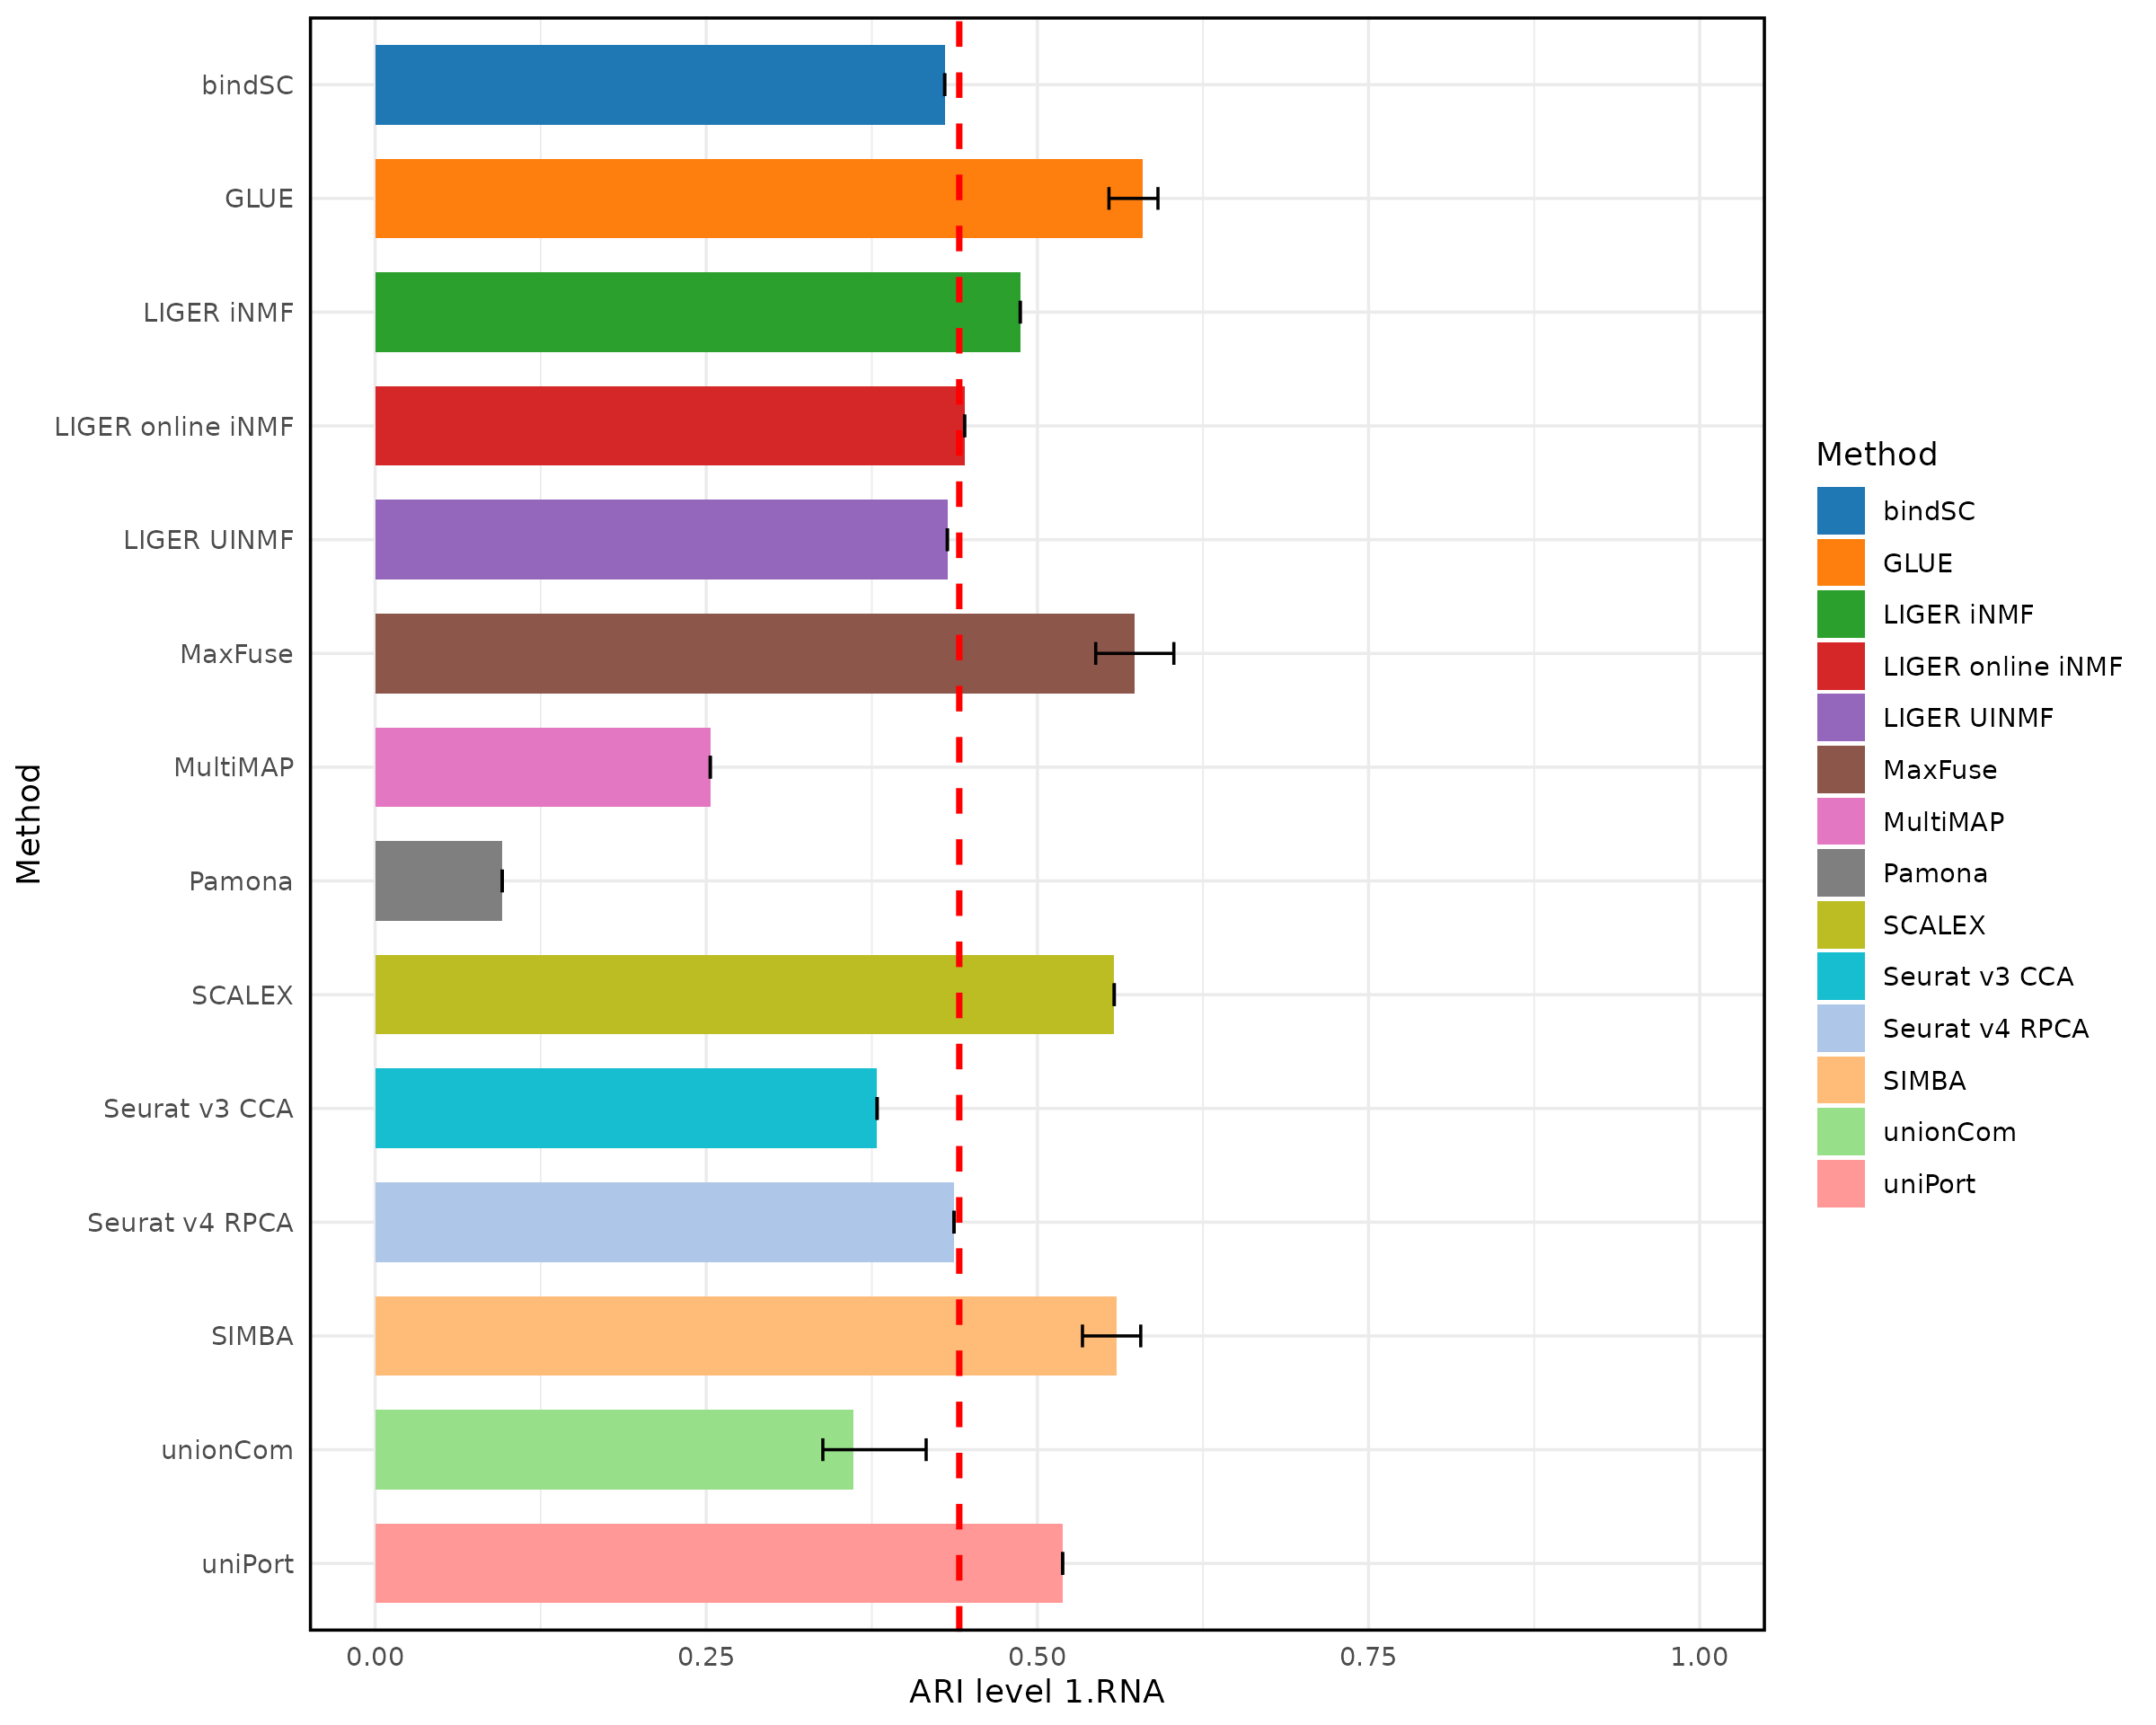 bindSC
GLUE
LIGER iNMF
LIGER online iNMF
LIGER UINMF
MaxFuse
MultiMAP
Pamona
SCALEX
Seurat v3 CCA
Seurat v4 RPCA
SIMBA
unionCom
uniPort
Method
0.00 0.25 0.50 0.75 1.00
ARI level 1.RNA
Method
bindSC
GLUE
LIGER iNMF
LIGER online iNMF
LIGER UINMF
MaxFuse
MultiMAP
Pamona
SCALEX
Seurat v3 CCA
Seurat v4 RPCA
SIMBA
unionCom
uniPort